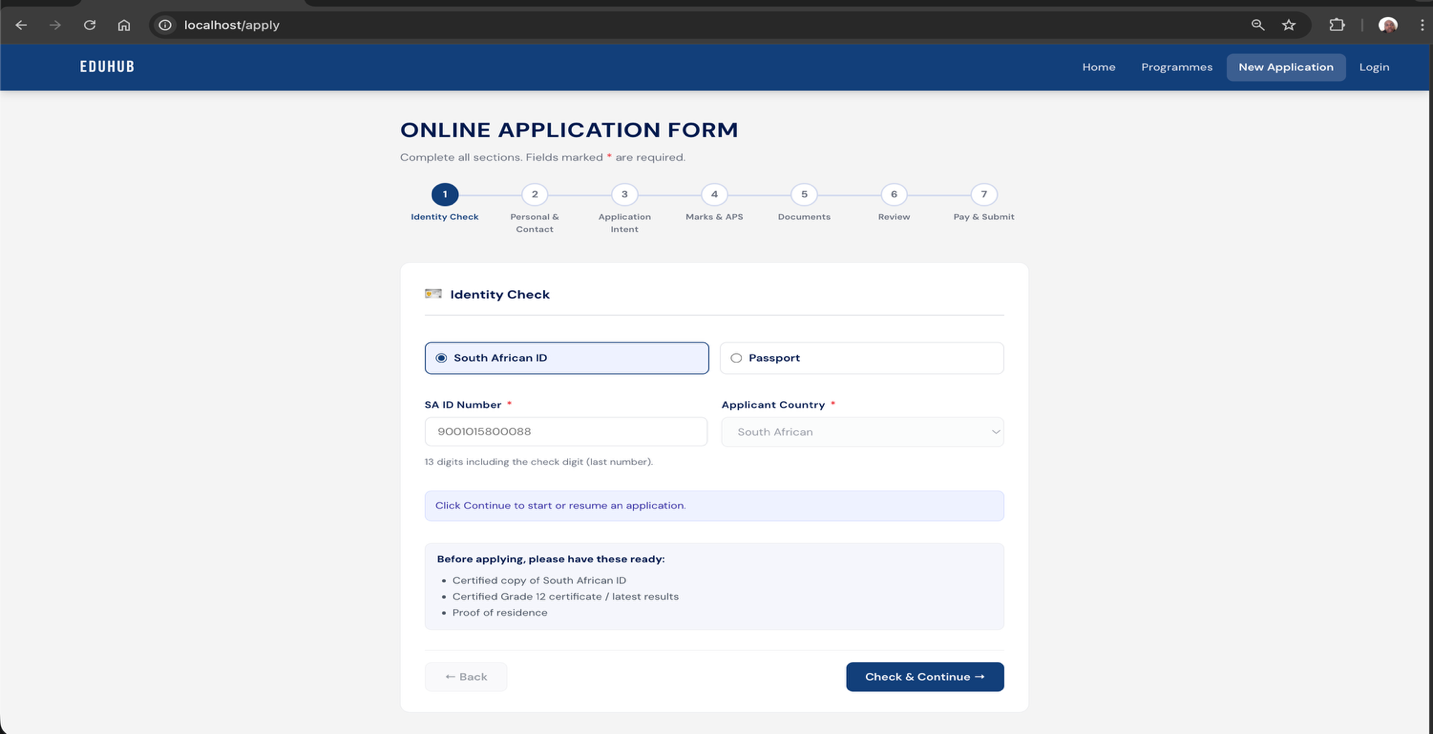 localhost/apply
EDUHUB
Home Programmes New Application Login
ONLINE APPLICATION FORM
Complete all sections. Fields marked * are required.
1 2 3 4 5 6 7
Identity Check Personal & Application Marks & APS Documents Review Pay & Submit
Contact Intent
Identity Check
South African ID Passport
SA ID Number * Applicant Country *
9001015800088 South African
13 digits including the check digit (last number).
Click Continue to start or resume an application.
Before applying, please have these ready:
• Certified copy of South African ID
• Certified Grade 12 certificate / latest results
• Proof of residence
← Back Check & Continue →